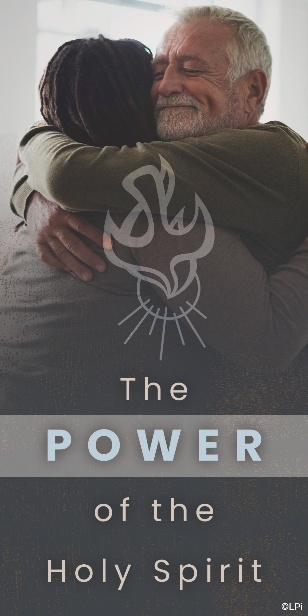 The
POWER
of the
Holy Spirit
©LPi